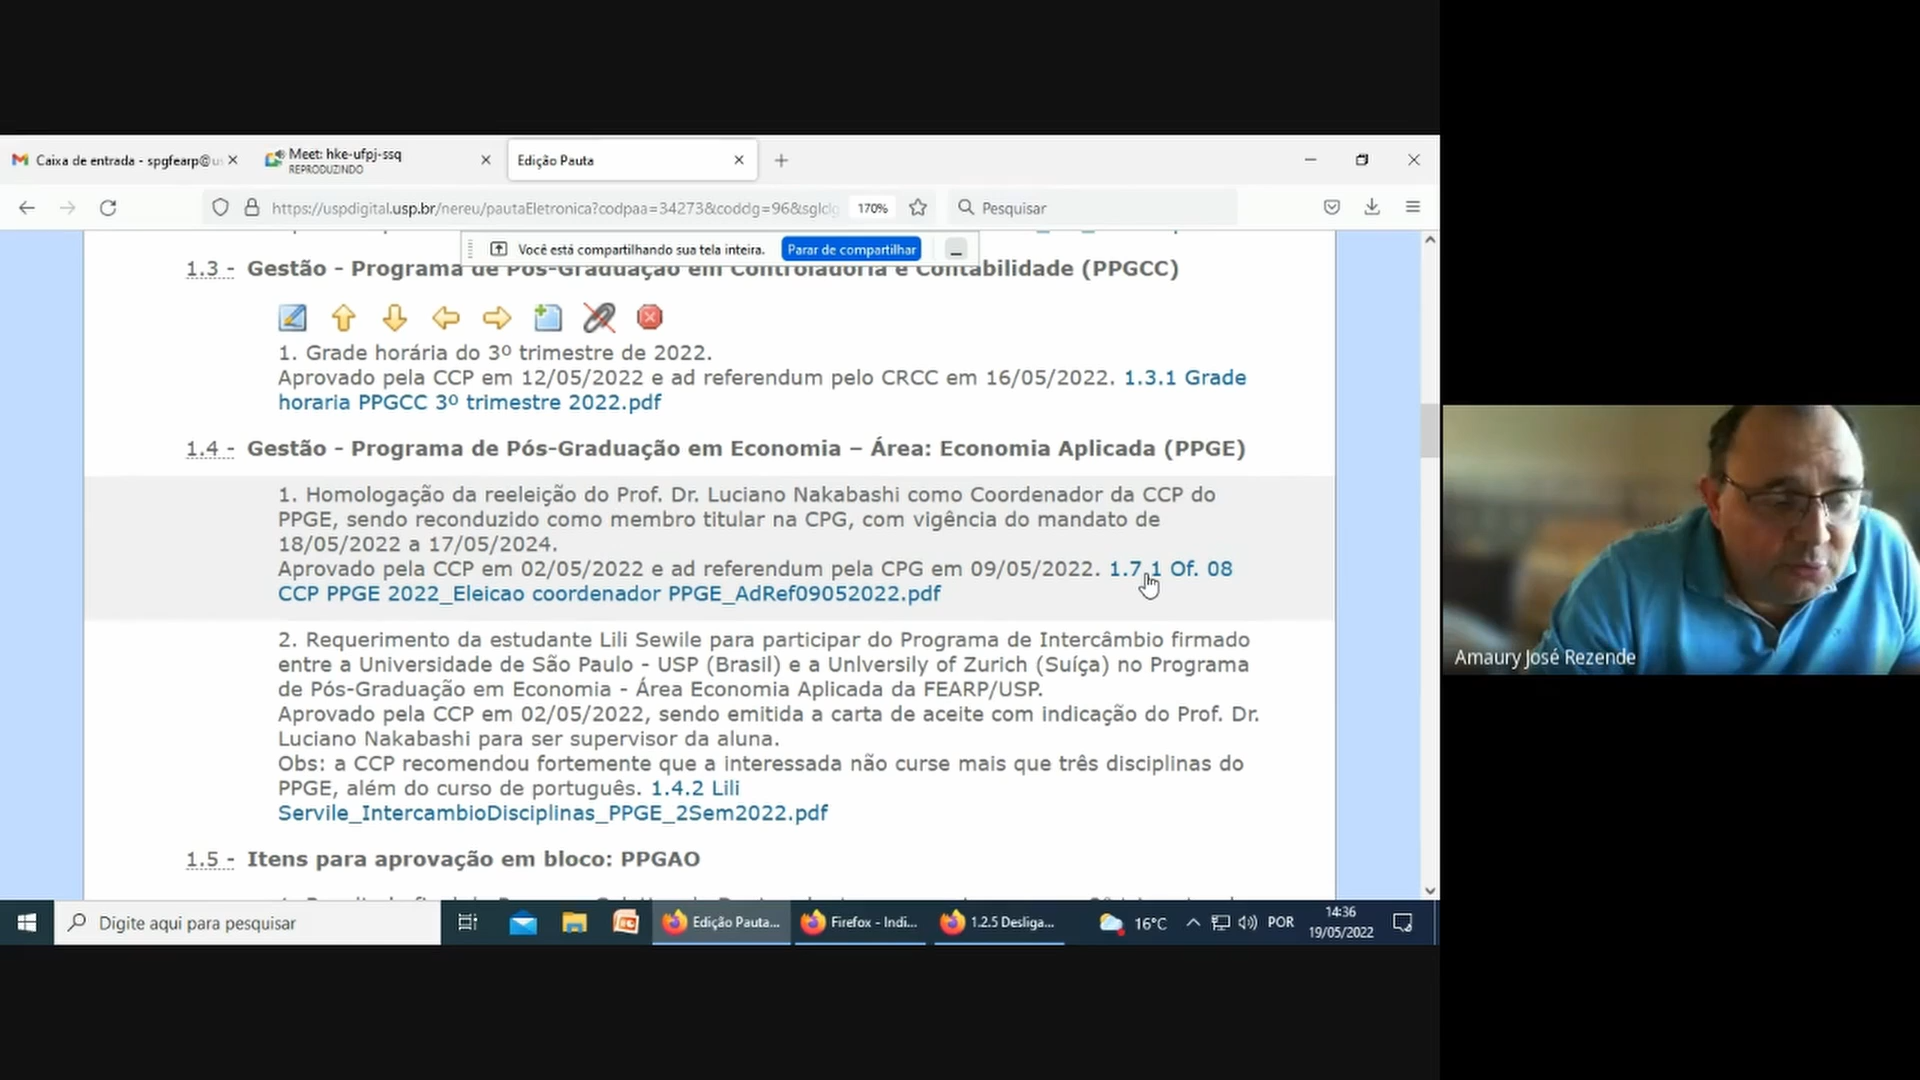 Caixa de entrada - spgfearp@u
Meet: hke-ufpj-ssq
REPRODUZINDO
Edição Pauta
https://uspdigital.usp.br/nereu/pautaEletronica?codpaa=34273&coddg=96&sglclg
170%
Pesquisar
Você está compartilhando sua tela inteira.
Parar de compartilhar
1.3 - Gestão - Programa de Pós-Graduação em Controladoria e Contabilidade (PPGCC)
1. Grade horária do 3º trimestre de 2022.
Aprovado pela CCP em 12/05/2022 e ad referendum pelo CRCC em 16/05/2022. 1.3.1 Grade
horaria PPGCC 3º trimestre 2022.pdf
1.4 - Gestão - Programa de Pós-Graduação em Economia – Área: Economia Aplicada (PPGE)
1. Homologação da reeleição do Prof. Dr. Luciano Nakabashi como Coordenador da CCP do
PPGE, sendo reconduzido como membro titular na CPG, com vigência do mandato de
18/05/2022 a 17/05/2024.
Aprovado pela CCP em 02/05/2022 e ad referendum pela CPG em 09/05/2022. 1.7.1 Of. 08
CCP PPGE 2022_Eleicao coordenador PPGE_AdRef09052022.pdf
2. Requerimento da estudante Lili Sewile para participar do Programa de Intercâmbio firmado
entre a Universidade de São Paulo - USP (Brasil) e a Unlversily of Zurich (Suíça) no Programa
de Pós-Graduação em Economia - Área Economia Aplicada da FEARP/USP.
Aprovado pela CCP em 02/05/2022, sendo emitida a carta de aceite com indicação do Prof. Dr.
Luciano Nakabashi para ser supervisor da aluna.
Obs: a CCP recomendou fortemente que a interessada não curse mais que três disciplinas do
PPGE, além do curso de português. 1.4.2 Lili
Servile_IntercambioDisciplinas_PPGE_2Sem2022.pdf
1.5 - Itens para aprovação em bloco: PPGAO
Amaury José Rezende
Digite aqui para pesquisar
Edição Pauta...
Firefox - Indi...
1.2.5 Desliga...
16°C
POR
14:36
19/05/2022